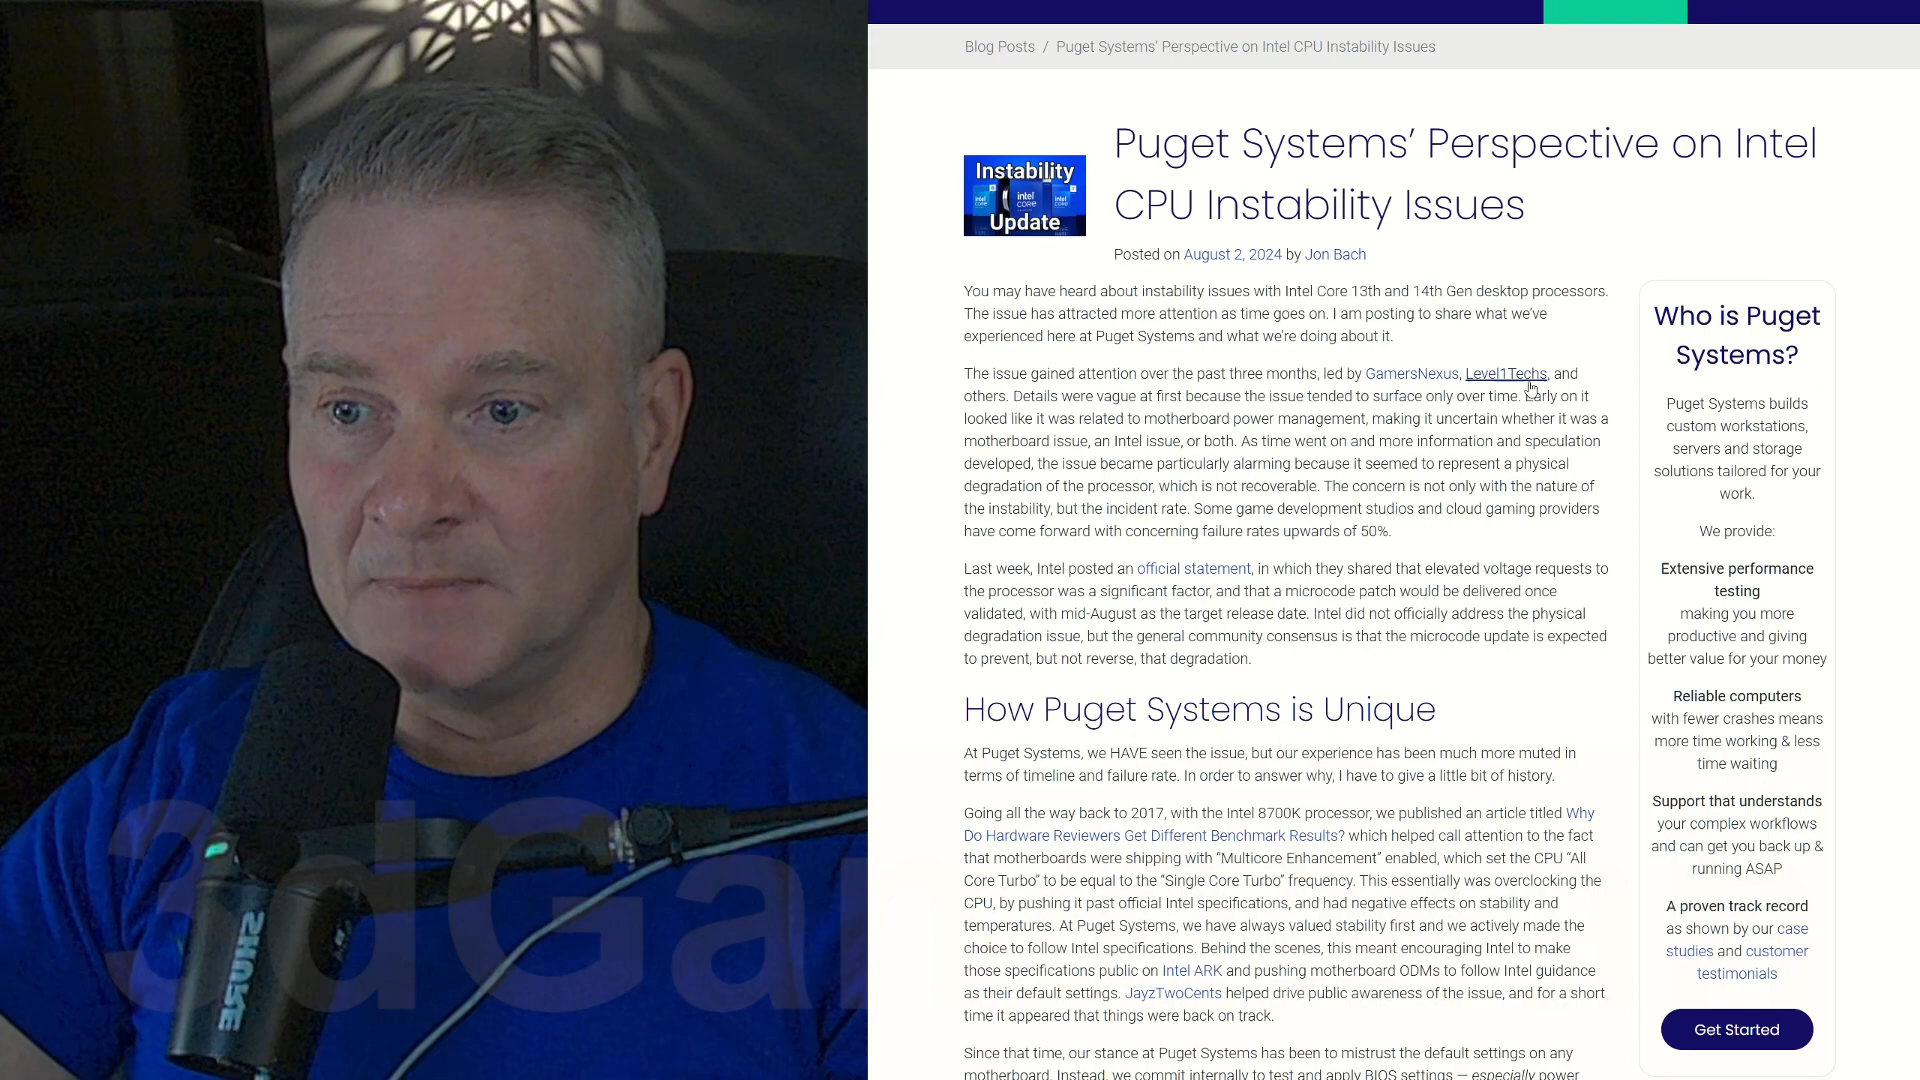 Blog Posts / Puget Systems’ Perspective on Intel CPU Instability Issues
Instability
intel
CORE
Update
Puget Systems’ Perspective on Intel
CPU Instability Issues
Posted on August 2, 2024 by Jon Bach
You may have heard about instability issues with Intel Core 13th and 14th Gen desktop processors.
The issue has attracted more attention as time goes on. I am posting to share what we’ve
experienced here at Puget Systems and what we’re doing about it.
The issue gained attention over the past three months, led by GamersNexus, Level1Techs, and
others. Details were vague at first because the issue tended to surface only over time. Early on it
looked like it was related to motherboard power management, making it uncertain whether it was a
motherboard issue, an Intel issue, or both. As time went on and more information and speculation
developed, the issue became particularly alarming because it seemed to represent a physical
degradation of the processor, which is not recoverable. The concern is not only with the nature of
the instability, but the incident rate. Some game development studios and cloud gaming providers
have come forward with concerning failure rates upwards of 50%.
Last week, Intel posted an official statement, in which they shared that elevated voltage requests to
the processor was a significant factor, and that a microcode patch would be delivered once
validated, with mid-August as the target release date. Intel did not officially address the physical
degradation issue, but the general community consensus is that the microcode update is expected
to prevent, but not reverse, that degradation.
How Puget Systems is Unique
At Puget Systems, we HAVE seen the issue, but our experience has been much more muted in
terms of timeline and failure rate. In order to answer why, I have to give a little bit of history.
Going all the way back to 2017, with the Intel 8700K processor, we published an article titled Why
Do Hardware Reviewers Get Different Benchmark Results? which helped call attention to the fact
that motherboards were shipping with “Multicore Enhancement” enabled, which set the CPU “All
Core Turbo” to be equal to the “Single Core Turbo” frequency. This essentially was overclocking the
CPU, by pushing it past official Intel specifications, and had negative effects on stability and
temperatures. At Puget Systems, we have always valued stability first and we actively made the
choice to follow Intel specifications. Behind the scenes, this meant encouraging Intel to make
those specifications public on Intel ARK and pushing motherboard ODMs to follow Intel guidance
as their default settings. JayzTwoCents helped drive public awareness of the issue, and for a short
time it appeared that things were back on track.
Since that time, our stance at Puget Systems has been to mistrust the default settings on any
motherboard. Instead, we commit internally to test and apply BIOS settings — especially power
Who is Puget
Systems?
Puget Systems builds
custom workstations,
servers and storage
solutions tailored for your
work.
We provide:
Extensive performance
testing
making you more
productive and giving
better value for your money
Reliable computers
with fewer crashes means
more time working & less
time waiting
Support that understands
your complex workflows
and can get you back up &
running ASAP
A proven track record
as shown by our case
studies and customer
testimonials
Get Started
SHURE
3dGam